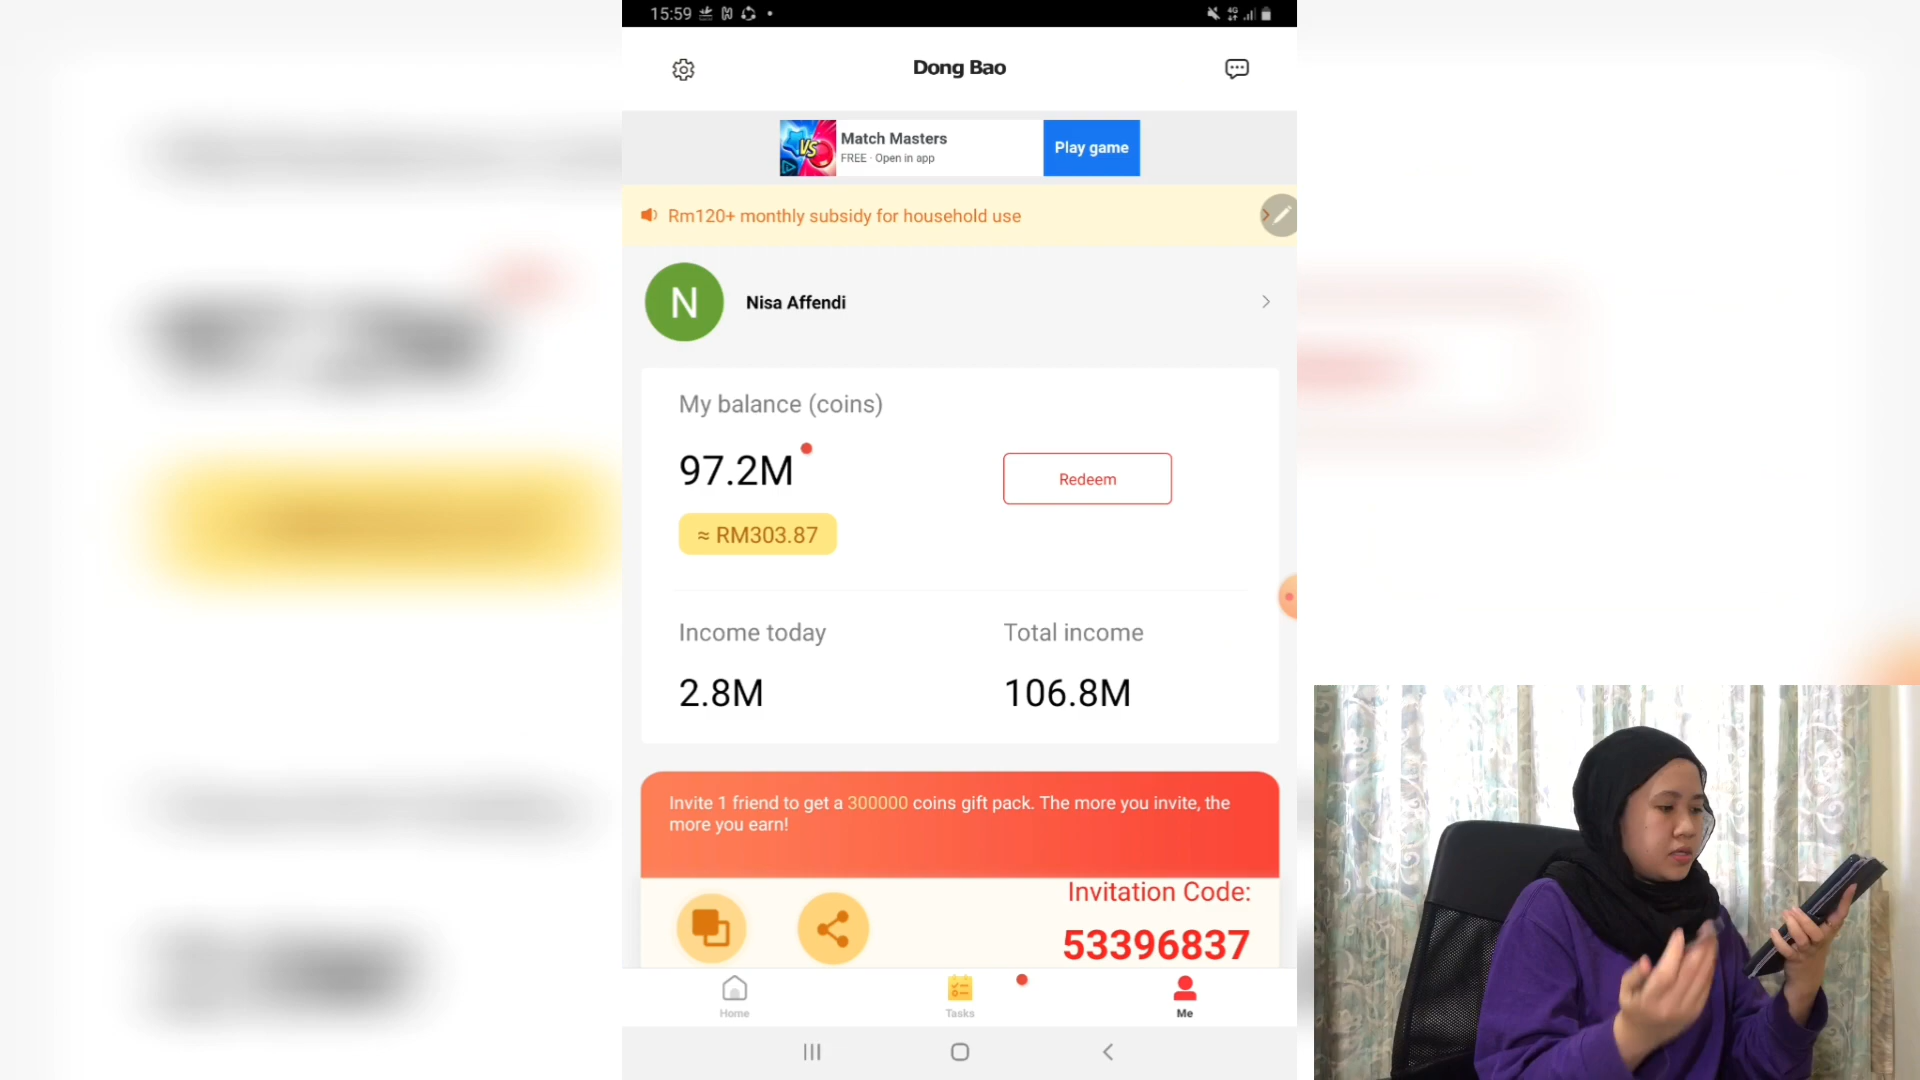 15:59
4G
Dong Bao
VS
Match Masters
FREE · Open in app
Play game
Rm120+ monthly subsidy for household use
N
Nisa Affendi
My balance (coins)
97.2M
Redeem
≈ RM303.87
Income today
Total income
2.8M
106.8M
Invite 1 friend to get a 300000 coins gift pack. The more you invite, the
more you earn!
Invitation Code:
53396837
Home
Tasks
Me